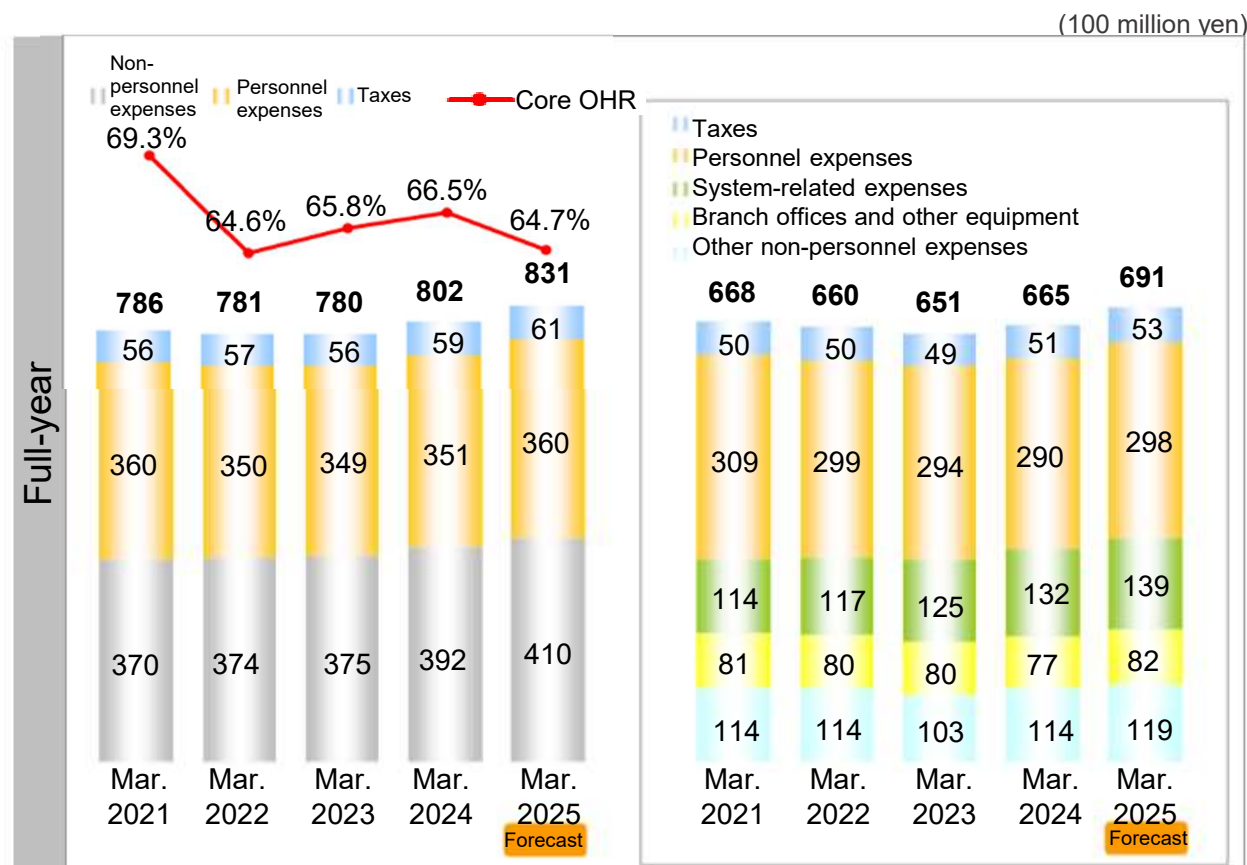 (100 million yen)
Full-year
Non-
personnel
expenses
Personnel
expenses
Taxes
Core OHR
69.3%
64.6%
65.8%
66.5%
64.7%
786
781
780
802
831
56
57
56
59
61
360
350
349
351
360
370
374
375
392
410
Mar.
2021
Mar.
2022
Mar.
2023
Mar.
2024
Mar.
2025
Forecast
Taxes
Personnel expenses
System-related expenses
Branch offices and other equipment
Other non-personnel expenses
668
660
651
665
691
50
50
49
51
53
309
299
294
290
298
114
117
125
132
139
81
80
80
77
82
114
114
103
114
119
Mar.
2021
Mar.
2022
Mar.
2023
Mar.
2024
Mar.
2025
Forecast